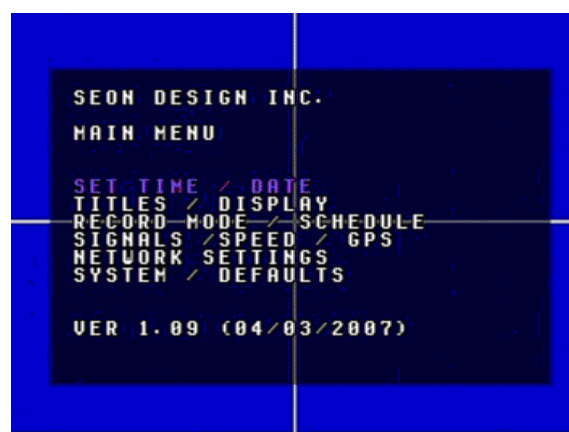 SEON DESIGN INC.
MAIN MENU
SET TIME / DATE
TITLES / DISPLAY
RECORD MODE / SCHEDULE
SIGNALS /SPEED / GPS
NETWORK SETTINGS
SYSTEM / DEFAULTS
VER 1.09 (04/03/2007)